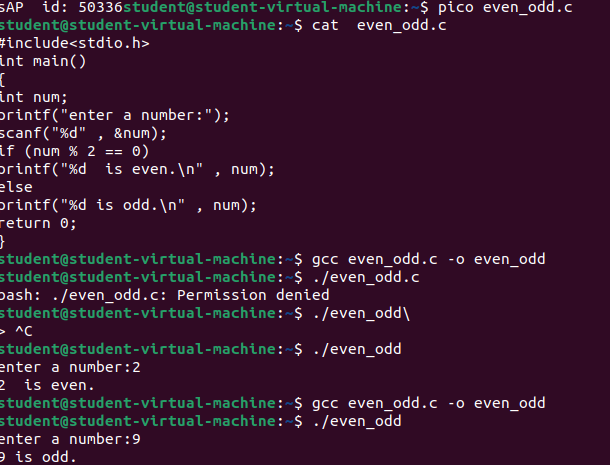 sAP  id: 50336student@student-virtual-machine:~$ pico even_odd.c
student@student-virtual-machine:~$ cat  even_odd.c
#include<stdio.h>
int main()
{
int num;
printf("enter a number:");
scanf("%d" , &num);
if (num % 2 == 0)
printf("%d  is even.\n" , num);
else
printf("%d is odd.\n" , num);
return 0;
}
student@student-virtual-machine:~$ gcc even_odd.c -o even_odd
student@student-virtual-machine:~$ ./even_odd.c
bash: ./even_odd.c: Permission denied
student@student-virtual-machine:~$ ./even_odd\
> ^C
student@student-virtual-machine:~$ ./even_odd
enter a number:2
2  is even.
student@student-virtual-machine:~$ gcc even_odd.c -o even_odd
student@student-virtual-machine:~$ ./even_odd
enter a number:9
9 is odd.